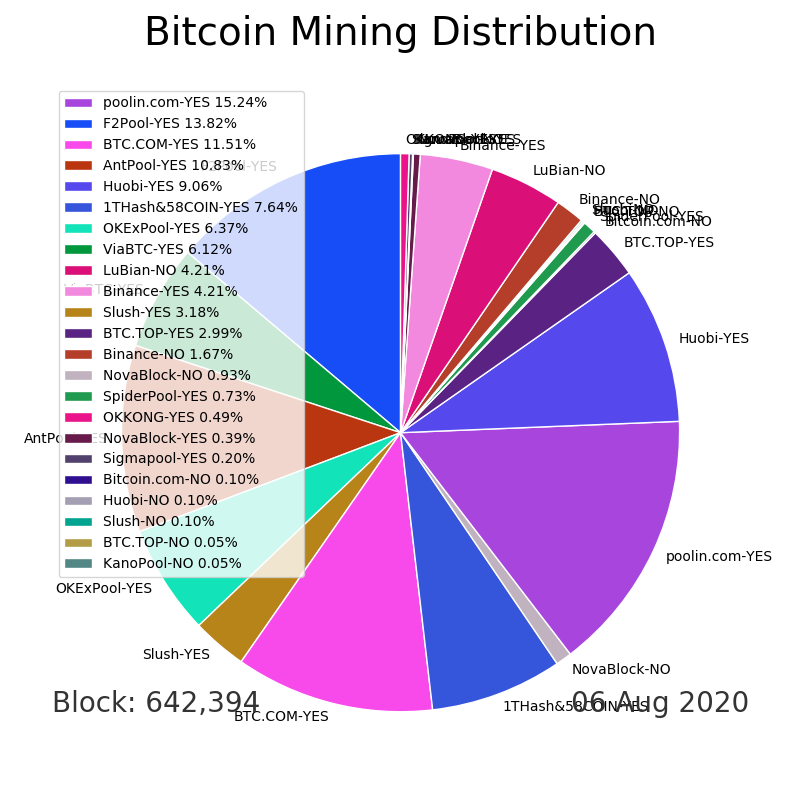 Bitcoin Mining Distribution
poolin.com-YES 15.24%
F2Pool-YES 13.82%
BTC.COM-YES 11.51%
AntPool-YES 10.83%
Huobi-YES 9.06%
1THash&58COIN-YES 7.64%
OKExPool-YES 6.37%
ViaBTC-YES 6.12%
LuBian-NO 4.21%
Binance-YES 4.21%
Slush-YES 3.18%
BTC.TOP-YES 2.99%
Binance-NO 1.67%
NovaBlock-NO 0.93%
SpiderPool-YES 0.73%
OKKONG-YES 0.49%
NovaBlock-YES 0.39%
Sigmapool-YES 0.20%
Bitcoin.com-NO 0.10%
Huobi-NO 0.10%
Slush-NO 0.10%
BTC.TOP-NO 0.05%
KanoPool-NO 0.05%
Binance-YES
LuBian-NO
Binance-NO
SpiderPool-YES
Bitcoin.com-NO
BTC.TOP-YES
Huobi-YES
poolin.com-YES
NovaBlock-NO
1THash&58COIN-YES
BTC.COM-YES
Slush-YES
OKExPool-YES
Block: 642,394
06 Aug 2020